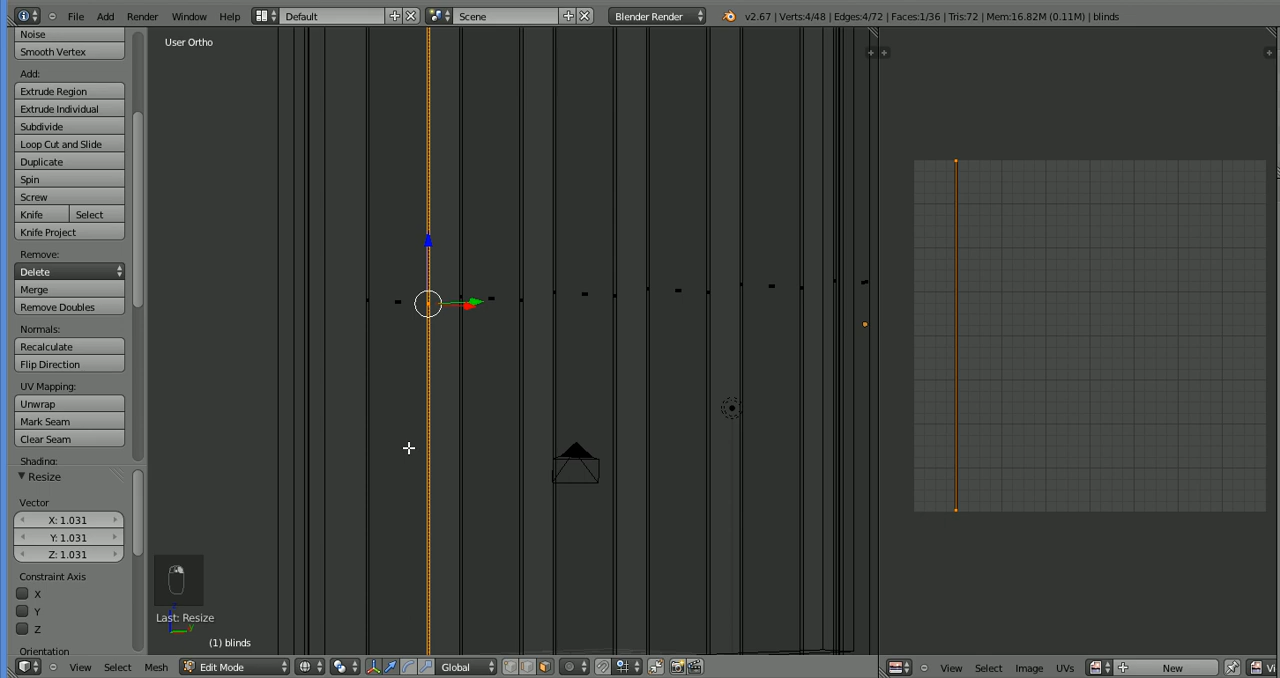 File Add Render Window Help Default Scene Blender Render v2.67 | Verts:4/48 | Edges:4/72 | Faces:1/36 | Tris:72 | Mem:16.82M (0.11M) | blinds
Noise
Smooth Vertex
Add:
Extrude Region
Extrude Individual
Subdivide
Loop Cut and Slide
Duplicate
Spin
Screw
Knife Select
Knife Project
Remove:
Delete
Merge
Remove Doubles
Normals:
Recalculate
Flip Direction
UV Mapping:
Unwrap
Mark Seam
Clear Seam
Shading:
Resize
Vector
X: 1.031
Y: 1.031
Z: 1.031
Constraint Axis
X
Y
Z
Orientation
User Ortho
Last: Resize
(1) blinds
View Select Mesh Edit Mode Global
View Select Image UVs New Vi